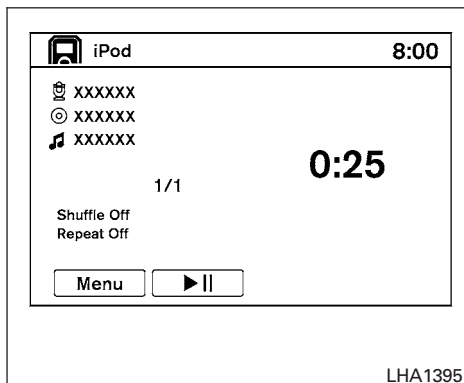 iPod 8:00
XXXXXX
XXXXXX
XXXXXX
0:25
1/1
Shuffle Off
Repeat Off
Menu
LHA1395